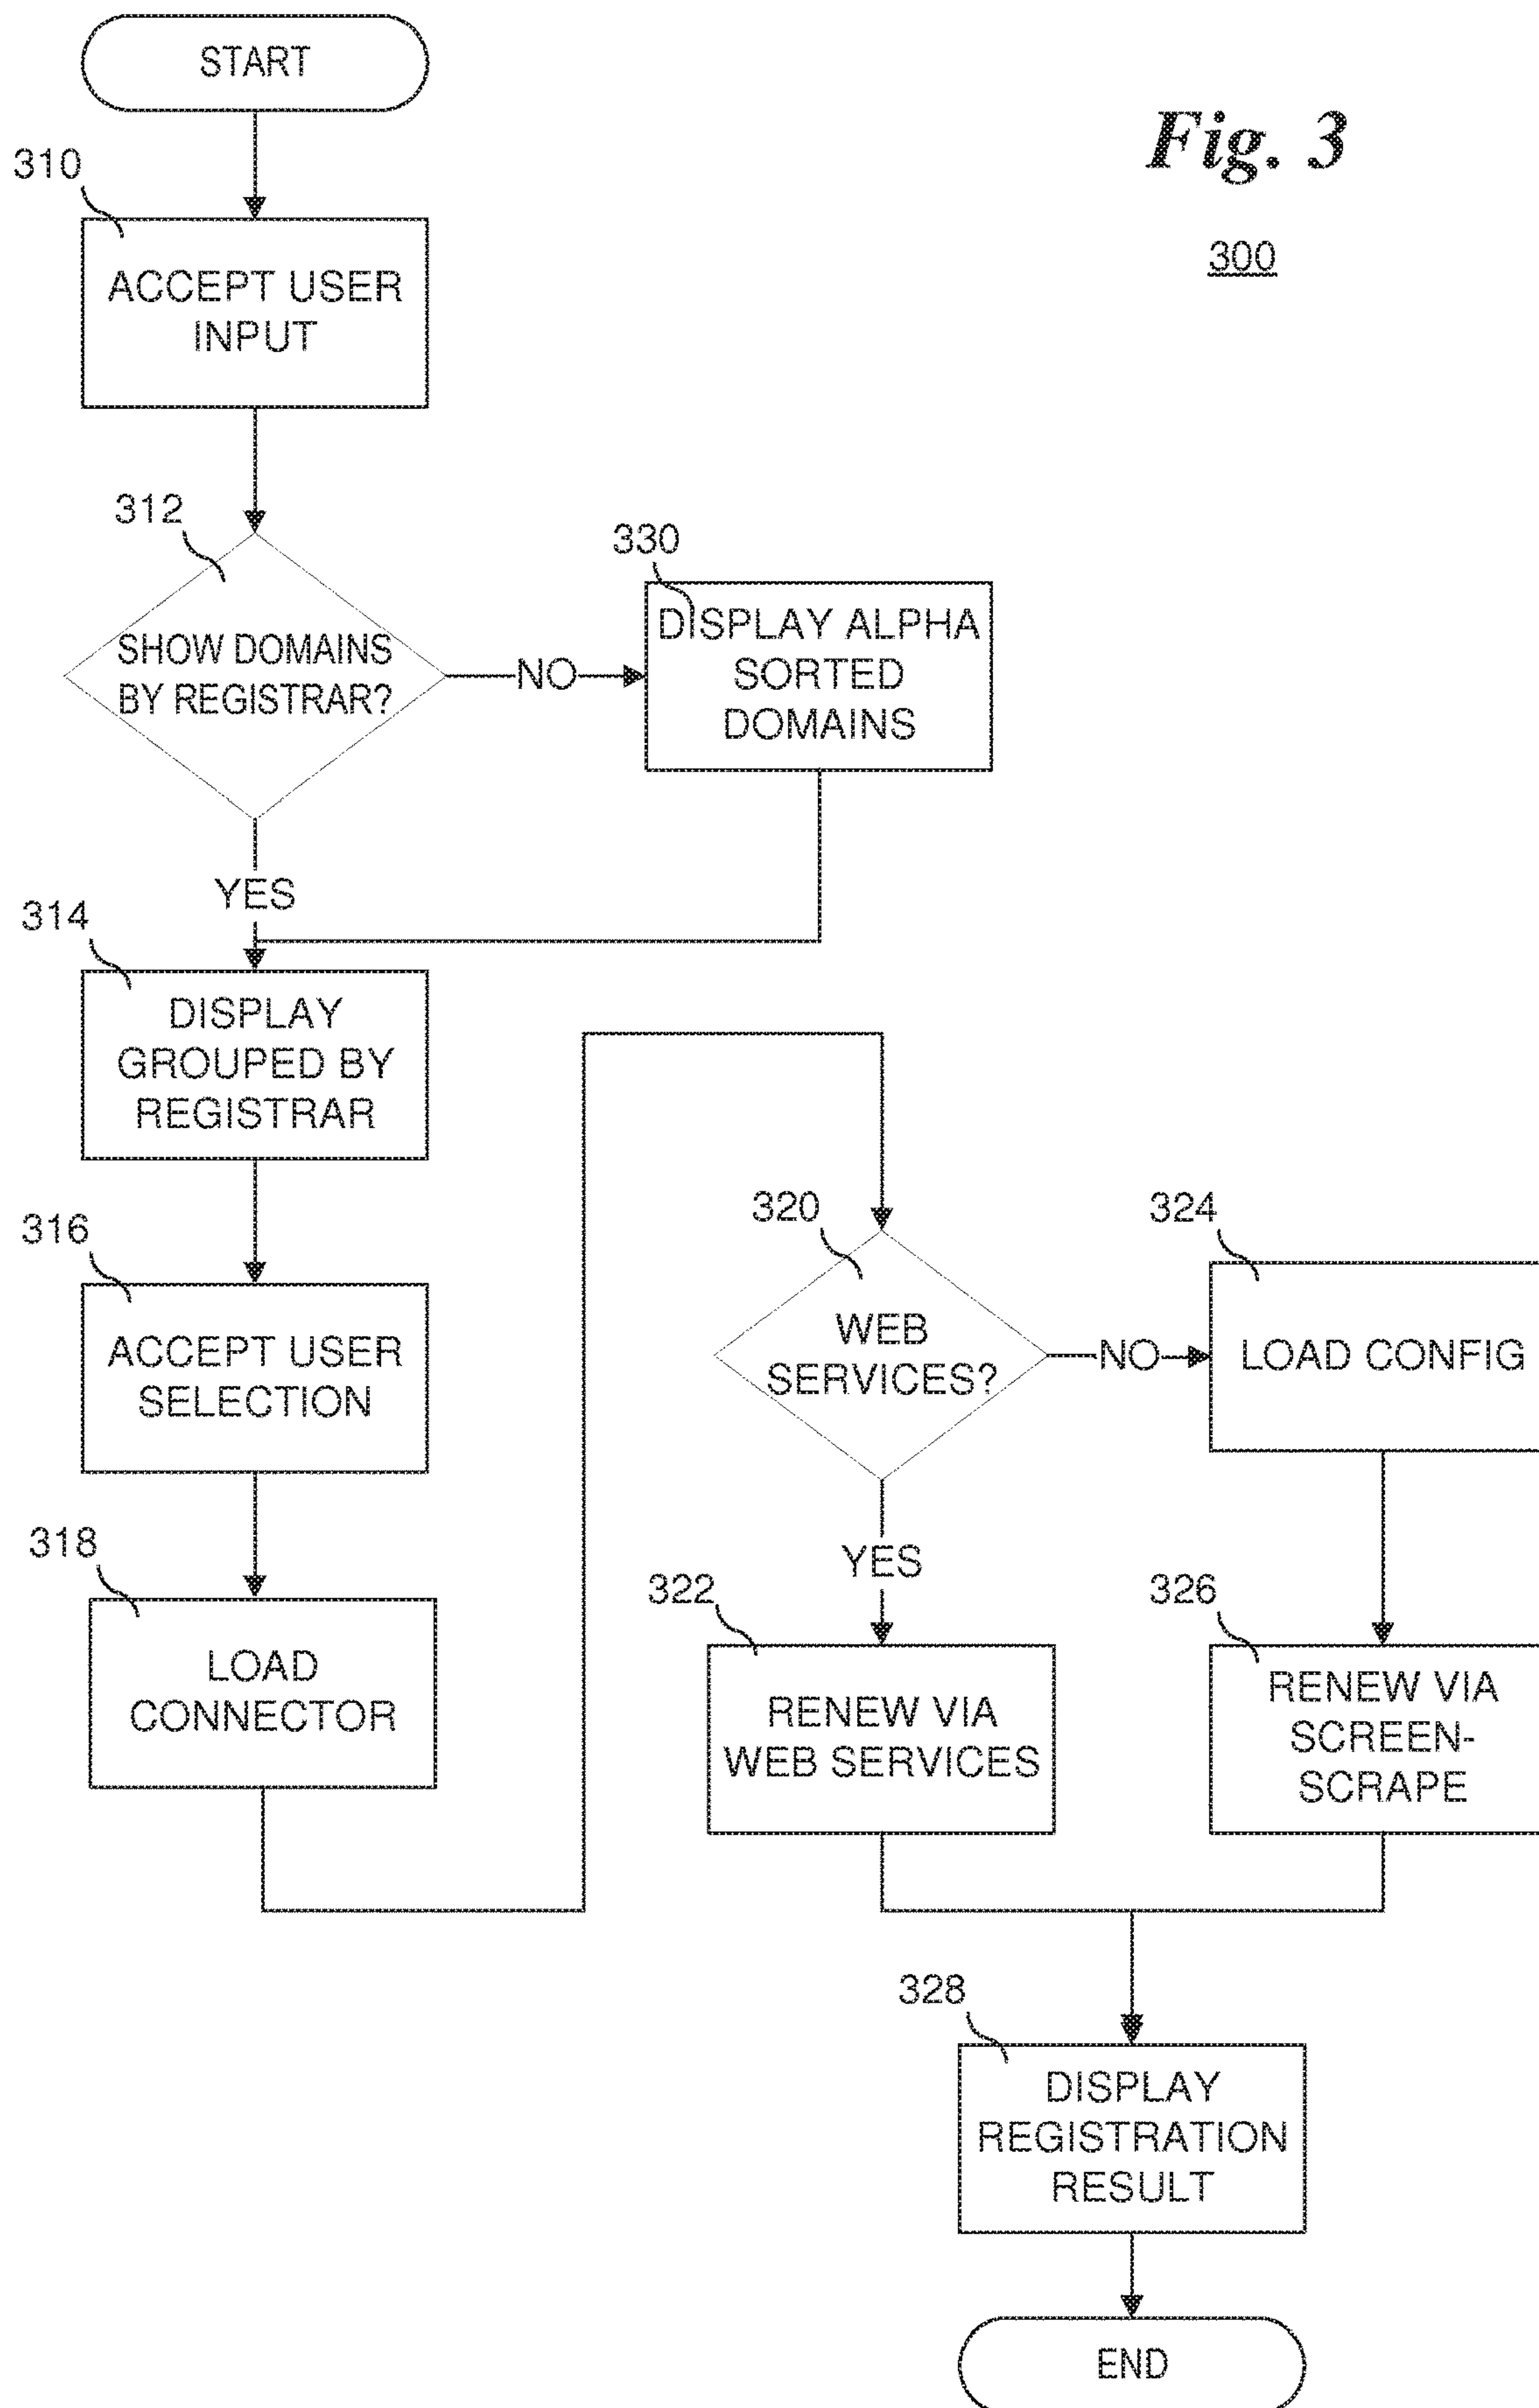 START
Fig. 3
300
310
ACCEPT USER
INPUT
312
SHOW DOMAINS
BY REGISTRAR?
NO
330
DISPLAY ALPHA
SORTED
DOMAINS
YES
314
DISPLAY
GROUPED BY
REGISTRAR
316
ACCEPT USER
SELECTION
318
LOAD
CONNECTOR
320
WEB
SERVICES?
NO
324
LOAD CONFIG
YES
322
RENEW VIA
WEB SERVICES
326
RENEW VIA
SCREEN-
SCRAPE
328
DISPLAY
REGISTRATION
RESULT
END